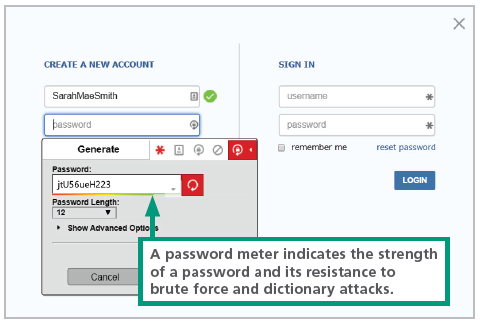 CREATE A NEW ACCOUNT
SarahMaeSmith
password
Generate
Password:
jtU56ueH223
Password Length:
12
Show Advanced Options
Cancel
SIGN IN
username
password
remember me
reset password
LOGIN
A password meter indicates the strength
of a password and its resistance to
brute force and dictionary attacks.